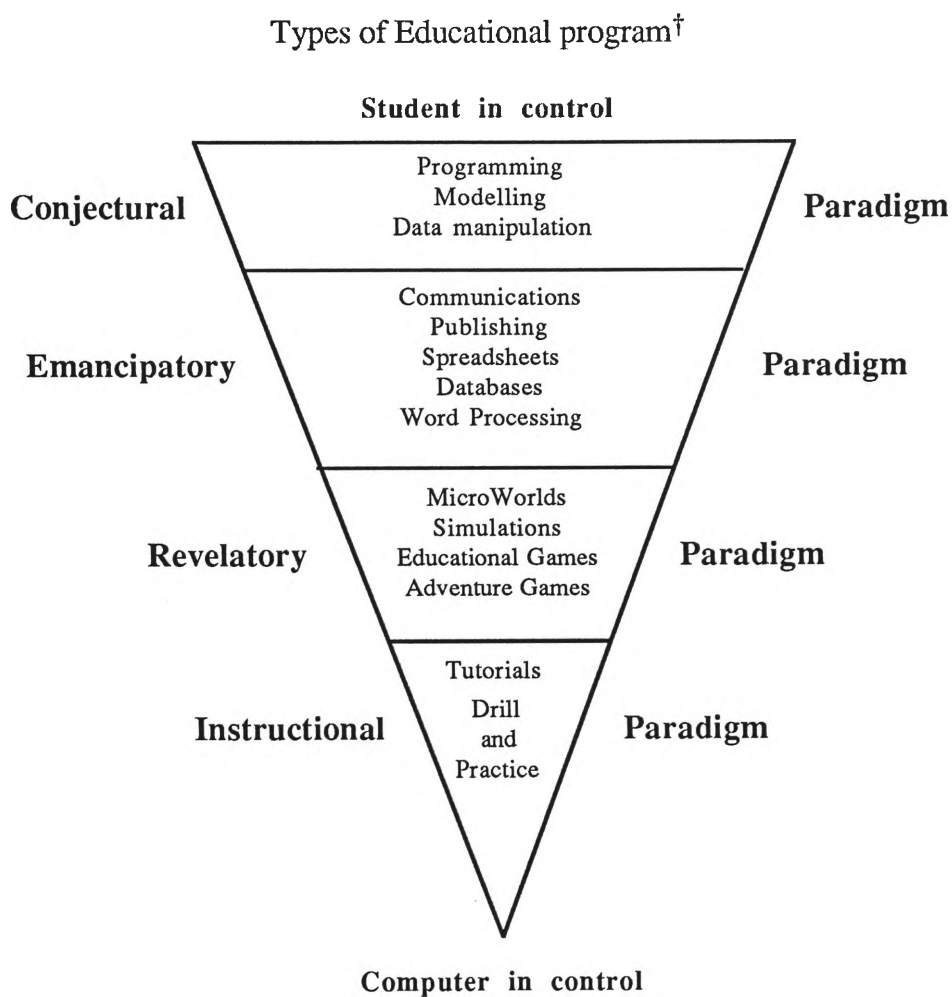 Types of Educational program†
Student in control
Programming
Modelling
Data manipulation
Conjectural Paradigm
Communications
Publishing
Spreadsheets
Databases
Word Processing
Emancipatory Paradigm
MicroWorlds
Simulations
Educational Games
Adventure Games
Revelatory Paradigm
Tutorials
Drill
and
Practice
Instructional Paradigm
Computer in control